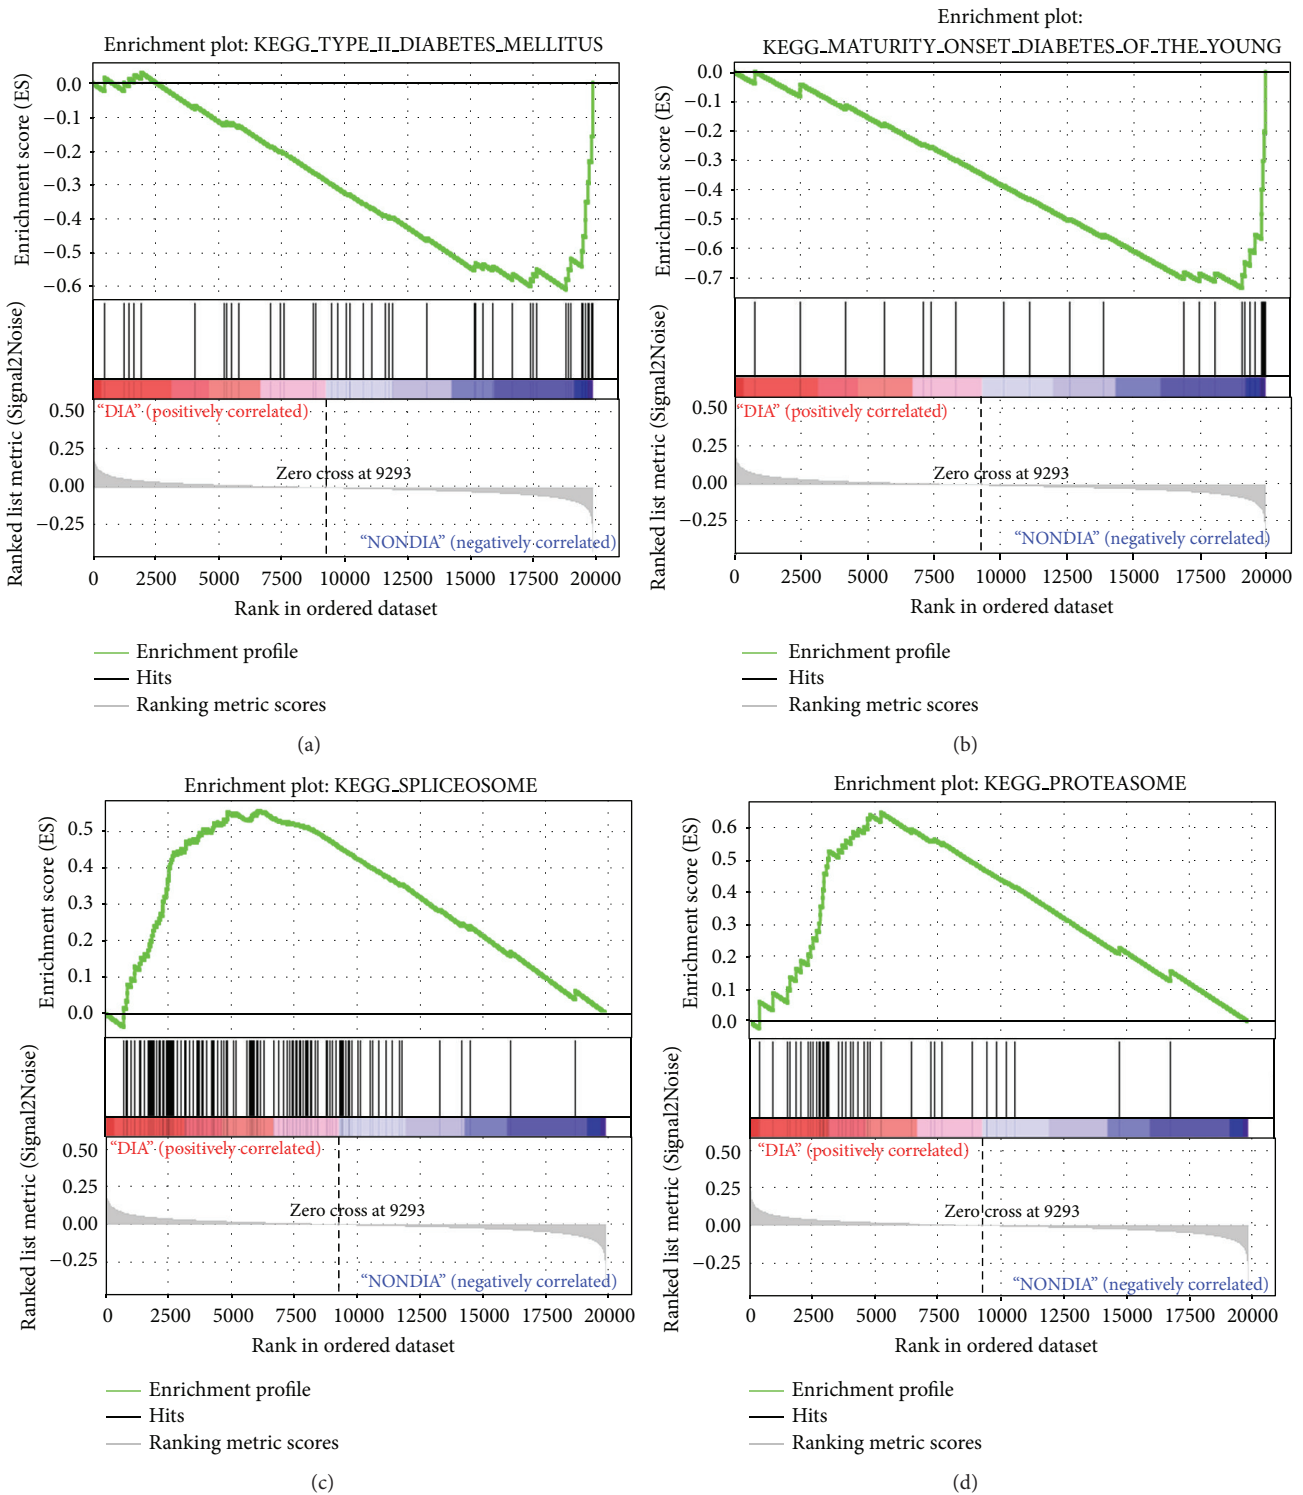 Enrichment plot: KEGG_TYPE_II_DIABETES_MELLITUS
Enrichment score (ES)
0.0
−0.1
−0.2
−0.3
−0.4
−0.5
−0.6
Ranked list metric (Signal2Noise)
0.50
0.25
0.00
−0.25
“DIA” (positively correlated)
Zero cross at 9293
“NONDIA” (negatively correlated)
0 2500 5000 7500 10000 12500 15000 17500 20000
Rank in ordered dataset
Enrichment profile
Hits
Ranking metric scores
(a)
Enrichment plot:
KEGG_MATURITY_ONSET_DIABETES_OF_THE_YOUNG
Enrichment score (ES)
0.0
−0.1
−0.2
−0.3
−0.4
−0.5
−0.6
−0.7
Ranked list metric (Signal2Noise)
0.50
0.25
0.00
−0.25
“DIA” (positively correlated)
Zero cross at 9293
“NONDIA” (negatively correlated)
0 2500 5000 7500 10000 12500 15000 17500 20000
Rank in ordered dataset
Enrichment profile
Hits
Ranking metric scores
(b)
Enrichment plot: KEGG_SPLICEOSOME
Enrichment score (ES)
0.5
0.4
0.3
0.2
0.1
0.0
Ranked list metric (Signal2Noise)
0.50
0.25
0.00
−0.25
“DIA” (positively correlated)
Zero cross at 9293
“NONDIA” (negatively correlated)
0 2500 5000 7500 10000 12500 15000 17500 20000
Rank in ordered dataset
Enrichment profile
Hits
Ranking metric scores
(c)
Enrichment plot: KEGG_PROTEASOME
Enrichment score (ES)
0.6
0.5
0.4
0.3
0.2
0.1
0.0
Ranked list metric (Signal2Noise)
0.50
0.25
0.00
−0.25
“DIA” (positively correlated)
Zero cross at 9293
“NONDIA” (negatively correlated)
0 2500 5000 7500 10000 12500 15000 17500 20000
Rank in ordered dataset
Enrichment profile
Hits
Ranking metric scores
(d)